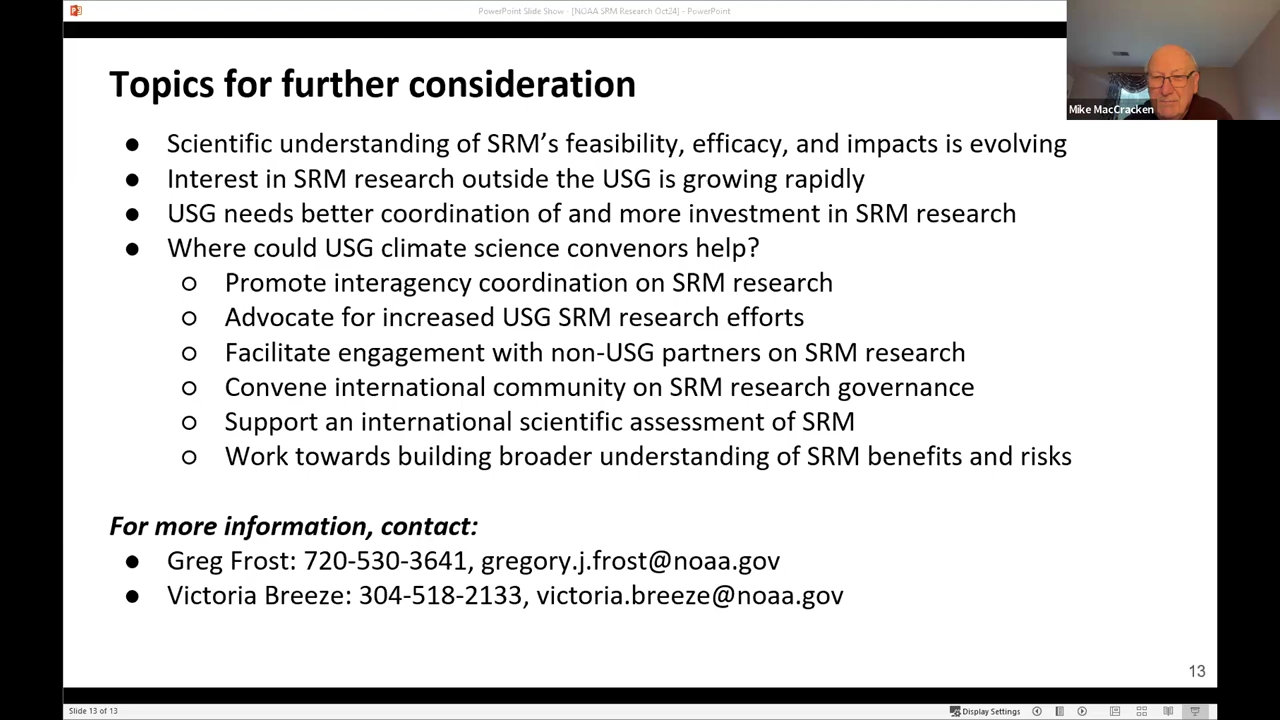 PowerPoint Slide Show - [NOAA SRM Research Oct24] - PowerPoint
Mike MacCracken
Topics for further consideration
● Scientific understanding of SRM’s feasibility, efficacy, and impacts is evolving
● Interest in SRM research outside the USG is growing rapidly
● USG needs better coordination of and more investment in SRM research
● Where could USG climate science convenors help?
○ Promote interagency coordination on SRM research
○ Advocate for increased USG SRM research efforts
○ Facilitate engagement with non-USG partners on SRM research
○ Convene international community on SRM research governance
○ Support an international scientific assessment of SRM
○ Work towards building broader understanding of SRM benefits and risks
For more information, contact:
● Greg Frost: 720-530-3641, gregory.j.frost@noaa.gov
● Victoria Breeze: 304-518-2133, victoria.breeze@noaa.gov
13
Slide 13 of 13
Display Settings